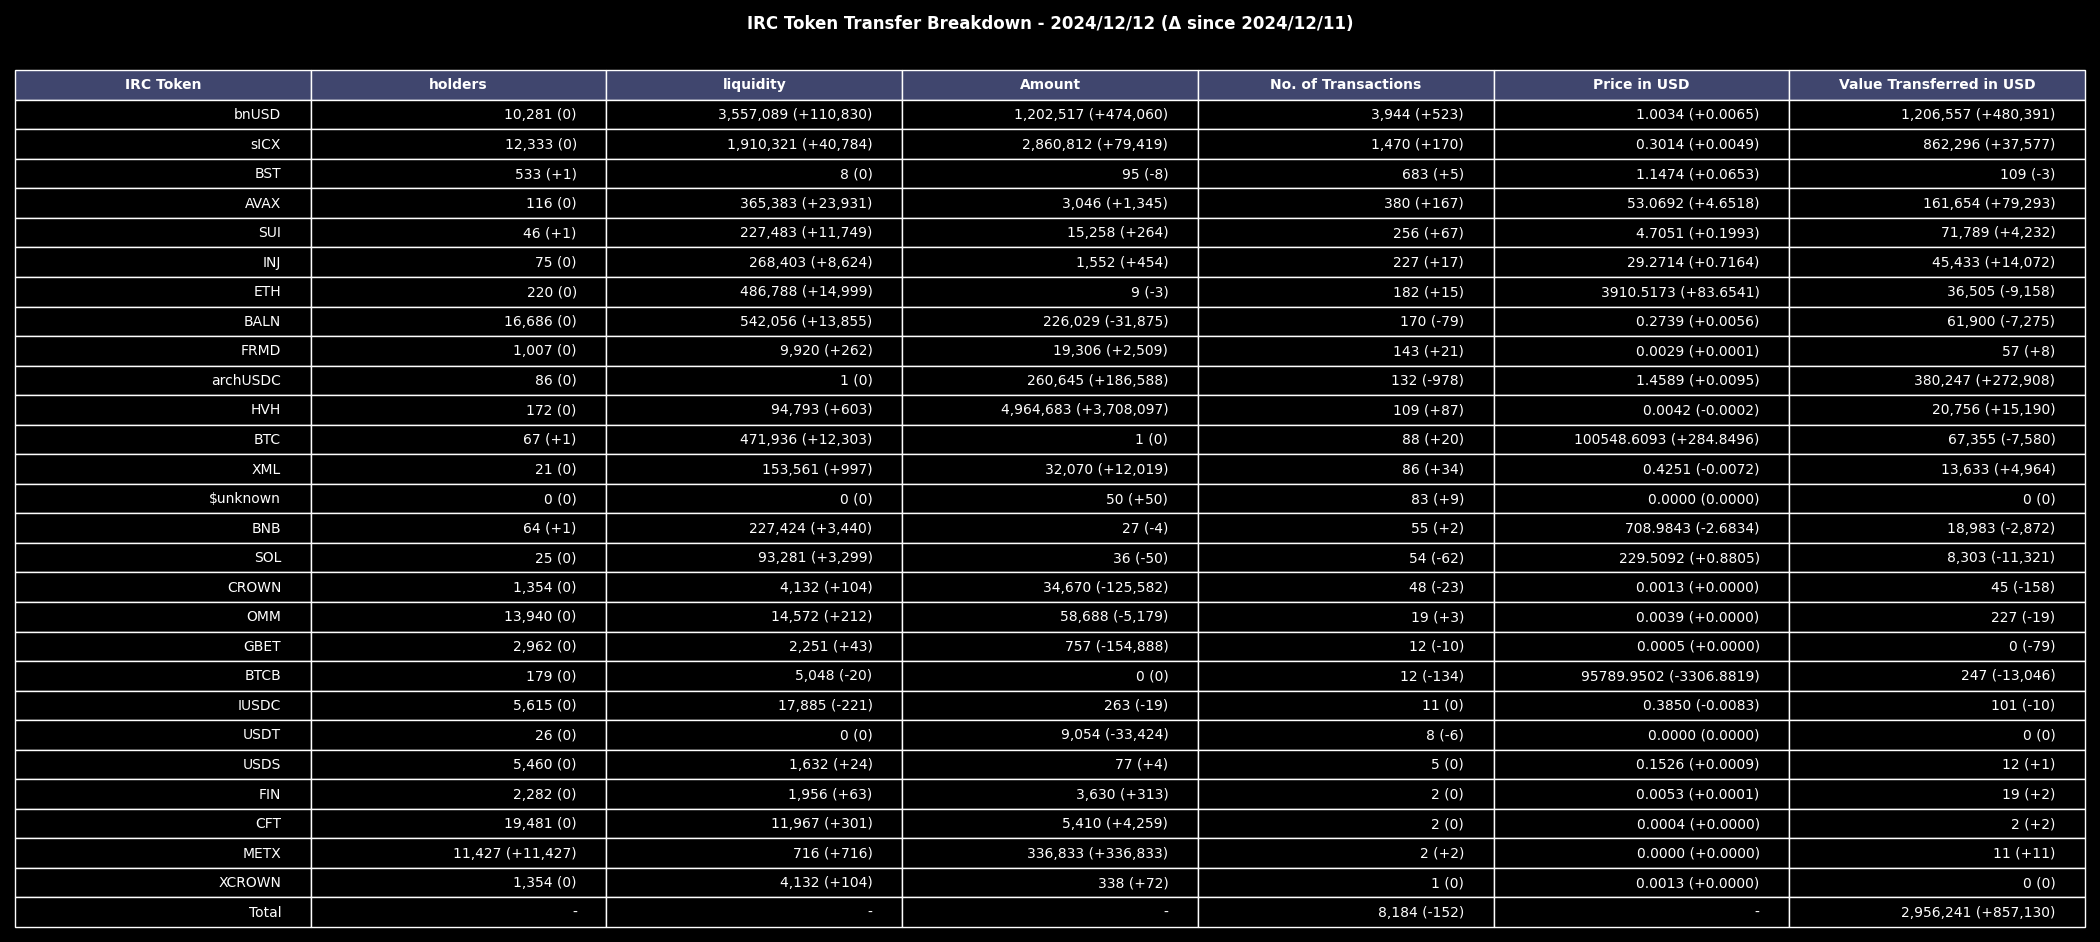 IRC Token Transfer Breakdown - 2024/12/12 (Δ since 2024/12/11)
IRC Token holders liquidity Amount No. of Transactions Price in USD Value Transferred in USD
bnUSD 10,281 (0) 3,557,089 (+110,830) 1,202,517 (+474,060) 3,944 (+523) 1.0034 (+0.0065) 1,206,557 (+480,391)
sICX 12,333 (0) 1,910,321 (+40,784) 2,860,812 (+79,419) 1,470 (+170) 0.3014 (+0.0049) 862,296 (+37,577)
BST 533 (+1) 8 (0) 95 (-8) 683 (+5) 1.1474 (+0.0653) 109 (-3)
AVAX 116 (0) 365,383 (+23,931) 3,046 (+1,345) 380 (+167) 53.0692 (+4.6518) 161,654 (+79,293)
SUI 46 (+1) 227,483 (+11,749) 15,258 (+264) 256 (+67) 4.7051 (+0.1993) 71,789 (+4,232)
INJ 75 (0) 268,403 (+8,624) 1,552 (+454) 227 (+17) 29.2714 (+0.7164) 45,433 (+14,072)
ETH 220 (0) 486,788 (+14,999) 9 (-3) 182 (+15) 3910.5173 (+83.6541) 36,505 (-9,158)
BALN 16,686 (0) 542,056 (+13,855) 226,029 (-31,875) 170 (-79) 0.2739 (+0.0056) 61,900 (-7,275)
FRMD 1,007 (0) 9,920 (+262) 19,306 (+2,509) 143 (+21) 0.0029 (+0.0001) 57 (+8)
archUSDC 86 (0) 1 (0) 260,645 (+186,588) 132 (-978) 1.4589 (+0.0095) 380,247 (+272,908)
HVH 172 (0) 94,793 (+603) 4,964,683 (+3,708,097) 109 (+87) 0.0042 (-0.0002) 20,756 (+15,190)
BTC 67 (+1) 471,936 (+12,303) 1 (0) 88 (+20) 100548.6093 (+284.8496) 67,355 (-7,580)
XML 21 (0) 153,561 (+997) 32,070 (+12,019) 86 (+34) 0.4251 (-0.0072) 13,633 (+4,964)
$unknown 0 (0) 0 (0) 50 (+50) 83 (+9) 0.0000 (0.0000) 0 (0)
BNB 64 (+1) 227,424 (+3,440) 27 (-4) 55 (+2) 708.9843 (-2.6834) 18,983 (-2,872)
SOL 25 (0) 93,281 (+3,299) 36 (-50) 54 (-62) 229.5092 (+0.8805) 8,303 (-11,321)
CROWN 1,354 (0) 4,132 (+104) 34,670 (-125,582) 48 (-23) 0.0013 (+0.0000) 45 (-158)
OMM 13,940 (0) 14,572 (+212) 58,688 (-5,179) 19 (+3) 0.0039 (+0.0000) 227 (-19)
GBET 2,962 (0) 2,251 (+43) 757 (-154,888) 12 (-10) 0.0005 (+0.0000) 0 (-79)
BTCB 179 (0) 5,048 (-20) 0 (0) 12 (-134) 95789.9502 (-3306.8819) 247 (-13,046)
IUSDC 5,615 (0) 17,885 (-221) 263 (-19) 11 (0) 0.3850 (-0.0083) 101 (-10)
USDT 26 (0) 0 (0) 9,054 (-33,424) 8 (-6) 0.0000 (0.0000) 0 (0)
USDS 5,460 (0) 1,632 (+24) 77 (+4) 5 (0) 0.1526 (+0.0009) 12 (+1)
FIN 2,282 (0) 1,956 (+63) 3,630 (+313) 2 (0) 0.0053 (+0.0001) 19 (+2)
CFT 19,481 (0) 11,967 (+301) 5,410 (+4,259) 2 (0) 0.0004 (+0.0000) 2 (+2)
METX 11,427 (+11,427) 716 (+716) 336,833 (+336,833) 2 (+2) 0.0000 (+0.0000) 11 (+11)
XCROWN 1,354 (0) 4,132 (+104) 338 (+72) 1 (0) 0.0013 (+0.0000) 0 (0)
Total - - - 8,184 (-152) - 2,956,241 (+857,130)